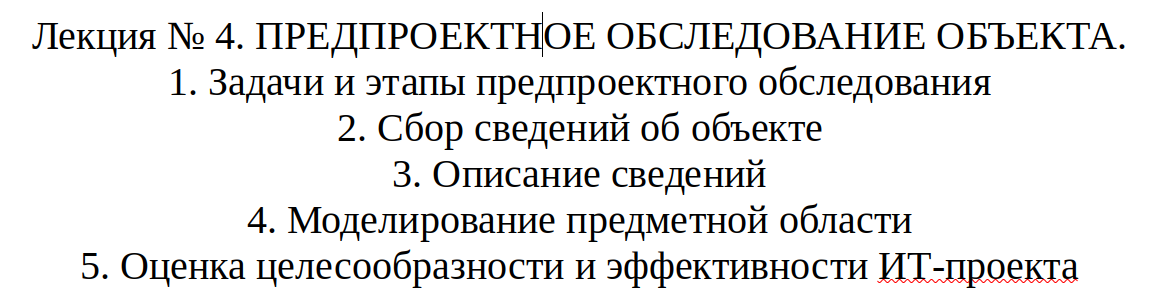 Лекция № 4. ПРЕДПРОЕКТНОЕ ОБСЛЕДОВАНИЕ ОБЪЕКТА.
1. Задачи и этапы предпроектного обследования
2. Сбор сведений об объекте
3. Описание сведений
4. Моделирование предметной области
5. Оценка целесообразности и эффективности ИТ-проекта